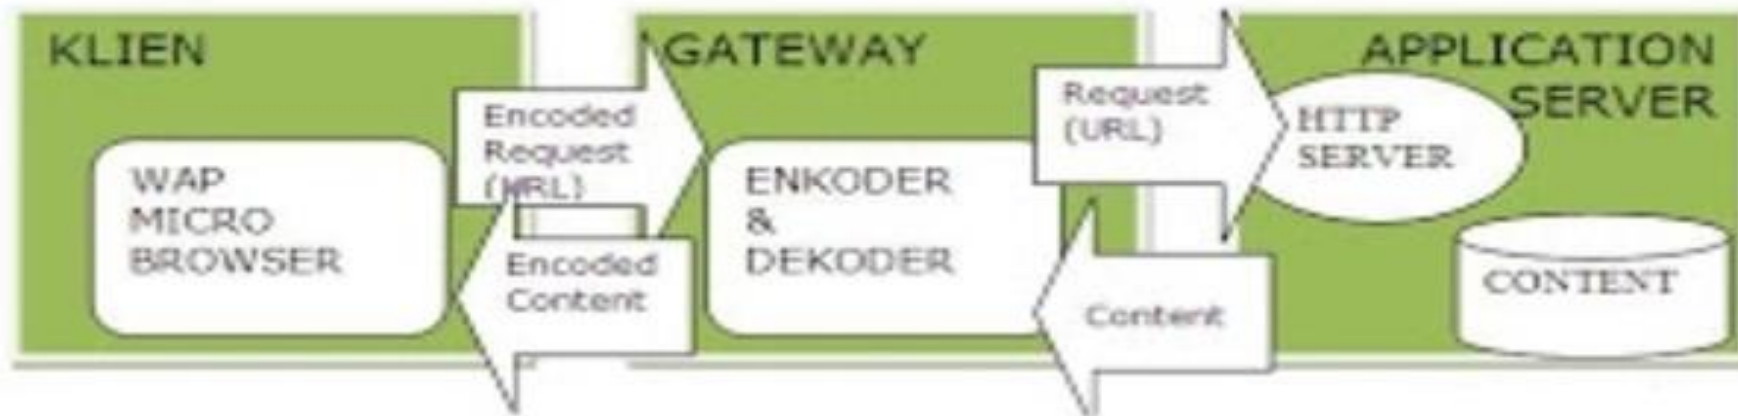 KLIEN
WAP
MICRO
BROWSER
Encoded
Request
(URL)
Encoded
Content
GATEWAY
ENKODER
&
DEKODER
Request
(URL)
Content
APPLICATION
SERVER
HTTP
SERVER
CONTENT